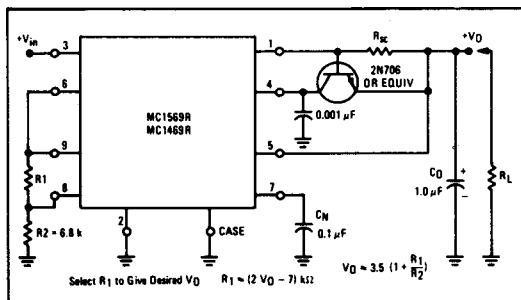 +Vin
3
6
9
8
R1
R2 = 6.8 k
MC1569R
MC1469R
2
CASE
1
4
5
7
RSC
2N706
OR EQUIV
0.001 µF
CN
0.1 µF
+VO
CO
1.0 µF
+
−
RL
Select R1 to Give Desired VO R1 = (2 VO − 7) kΩ
VO = 3.5 (1 + R1/R2)